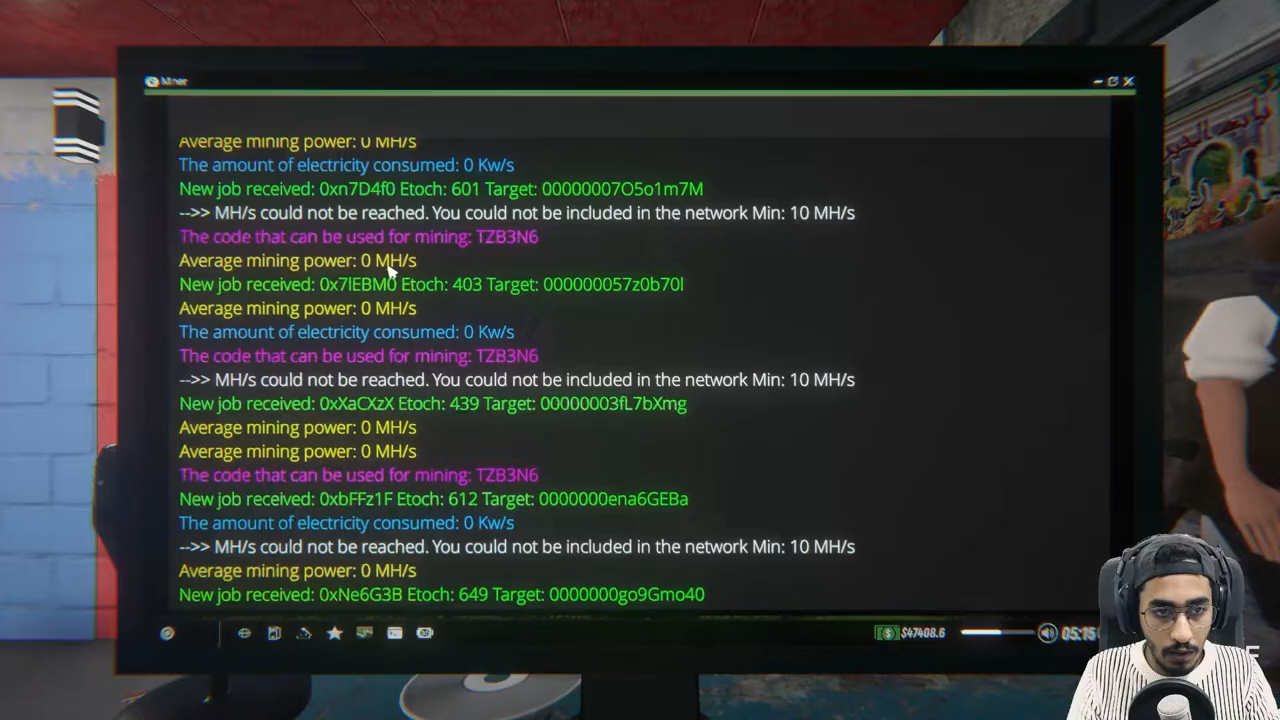 Miner
Average mining power: 0 MH/s
The amount of electricity consumed: 0 Kw/s
New job received: 0xn7D4f0 Etoch: 601 Target: 00000007O5o1m7M
-->> MH/s could not be reached. You could not be included in the network Min: 10 MH/s
The code that can be used for mining: TZB3N6
Average mining power: 0 MH/s
New job received: 0x7lEBM0 Etoch: 403 Target: 000000057z0b70l
Average mining power: 0 MH/s
The amount of electricity consumed: 0 Kw/s
The code that can be used for mining: TZB3N6
-->> MH/s could not be reached. You could not be included in the network Min: 10 MH/s
New job received: 0xXaCXzX Etoch: 439 Target: 00000003fL7bXmg
Average mining power: 0 MH/s
Average mining power: 0 MH/s
The code that can be used for mining: TZB3N6
New job received: 0xbFFz1F Etoch: 612 Target: 0000000ena6GEBa
The amount of electricity consumed: 0 Kw/s
-->> MH/s could not be reached. You could not be included in the network Min: 10 MH/s
Average mining power: 0 MH/s
New job received: 0xNe6G3B Etoch: 649 Target: 0000000go9Gmo40
$47408.6
05:15